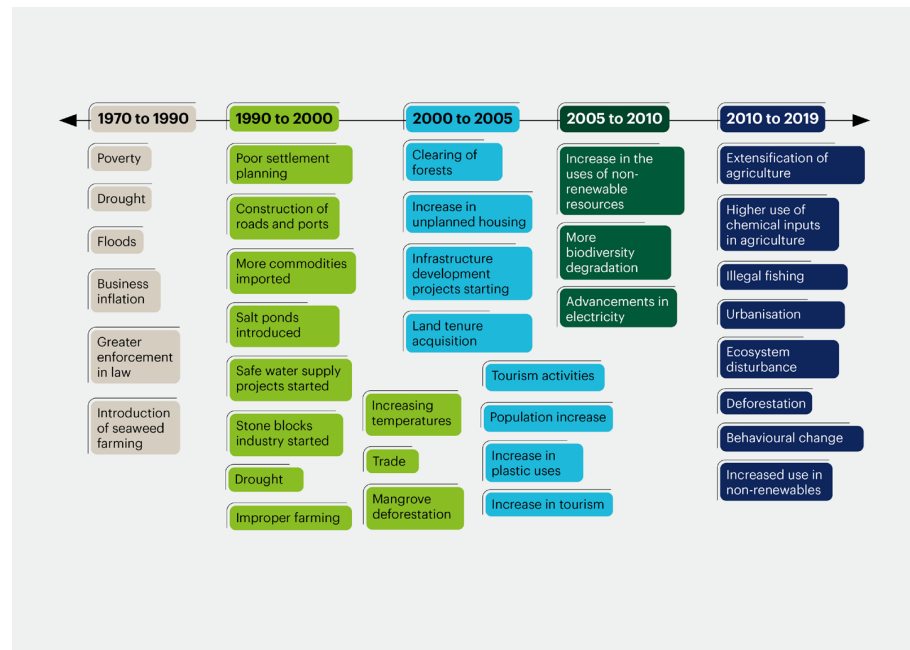 1970 to 1990
1990 to 2000
2000 to 2005
2005 to 2010
2010 to 2019
Poverty
Drought
Floods
Business
inflation
Greater
enforcement
in law
Introduction
of seaweed
farming
Poor settlement
planning
Construction of
roads and ports
More commodities
imported
Salt ponds
introduced
Safe water supply
projects started
Stone blocks
industry started
Drought
Improper farming
Increasing
temperatures
Trade
Mangrove
deforestation
Clearing of
forests
Increase in
unplanned housing
Infrastructure
development
projects starting
Land tenure
acquisition
Tourism activities
Population increase
Increase in
plastic uses
Increase in tourism
Increase in the
uses of non-
renewable
resources
More
biodiversity
degradation
Advancements in
electricity
Extensification of
agriculture
Higher use of
chemical inputs
in agriculture
Illegal fishing
Urbanisation
Ecosystem
disturbance
Deforestation
Behavioural change
Increased use in
non-renewables